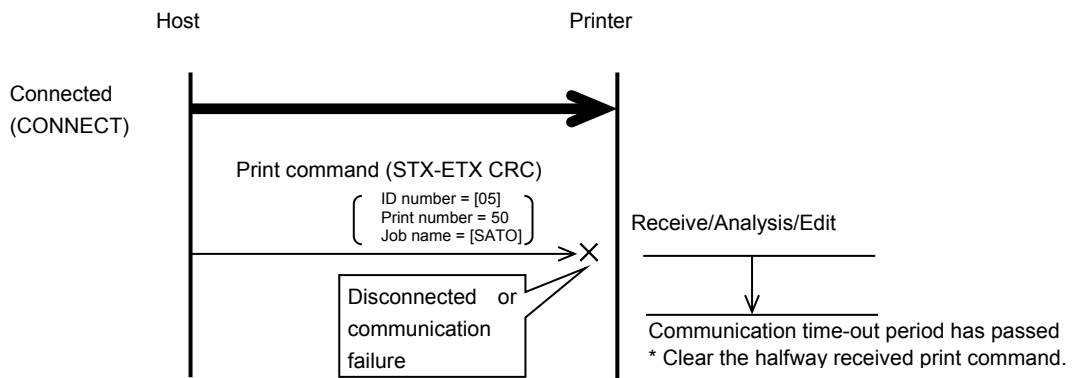 Host
Printer
Connected
(CONNECT)
Print command (STX-ETX CRC)
ID number = [05]
Print number = 50
Job name = [SATO]
Receive/Analysis/Edit
Disconnected or
communication
failure
Communication time-out period has passed
* Clear the halfway received print command.